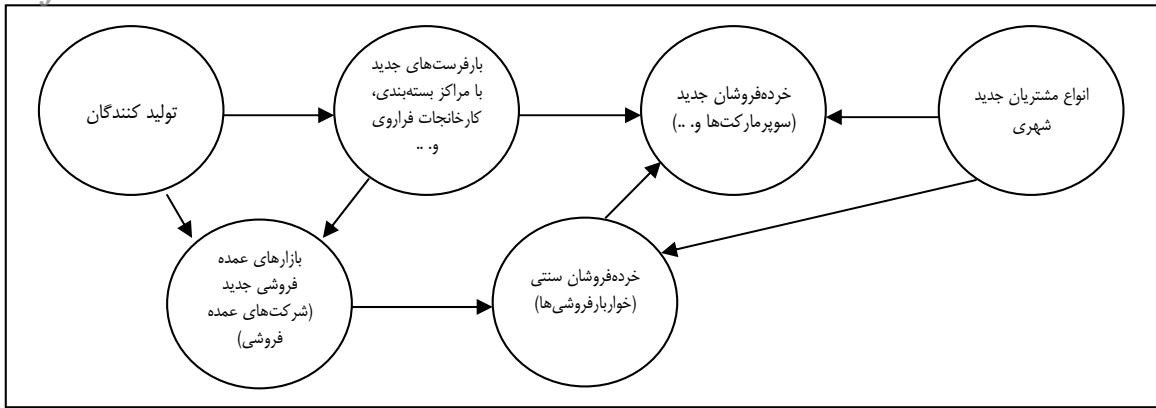 تولید کنندگان
بارفرست‌های جدید
با مراکز بسته‌بندی،
کارخانجات فراروی
و. ..
خرده‌فروشان جدید
(سوپرمارکت‌ها و. ..)
انواع مشتریان جدید
شهری
بازارهای عمده
فروشی جدید
(شرکت‌های عمده
فروشی)
خرده‌فروشان سنتی
(خواربارفروشی‌ها)